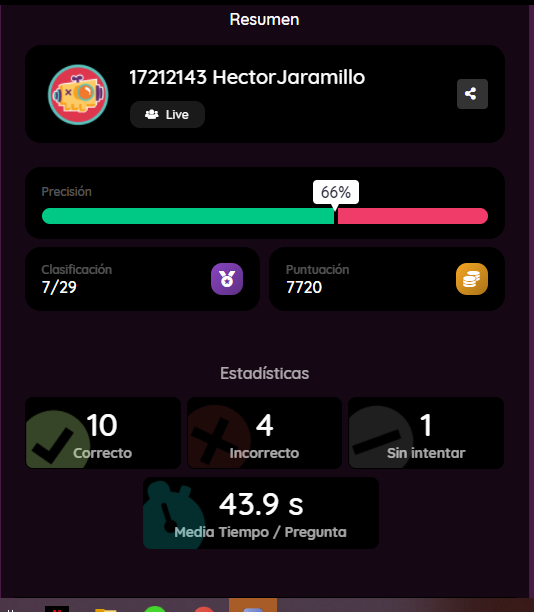 Resumen
17212143 HectorJaramillo
Live
Precisión
66%
Clasificación
7/29
Puntuación
7720
Estadísticas
10
Correcto
4
Incorrecto
1
Sin intentar
43.9 s
Media Tiempo / Pregunta